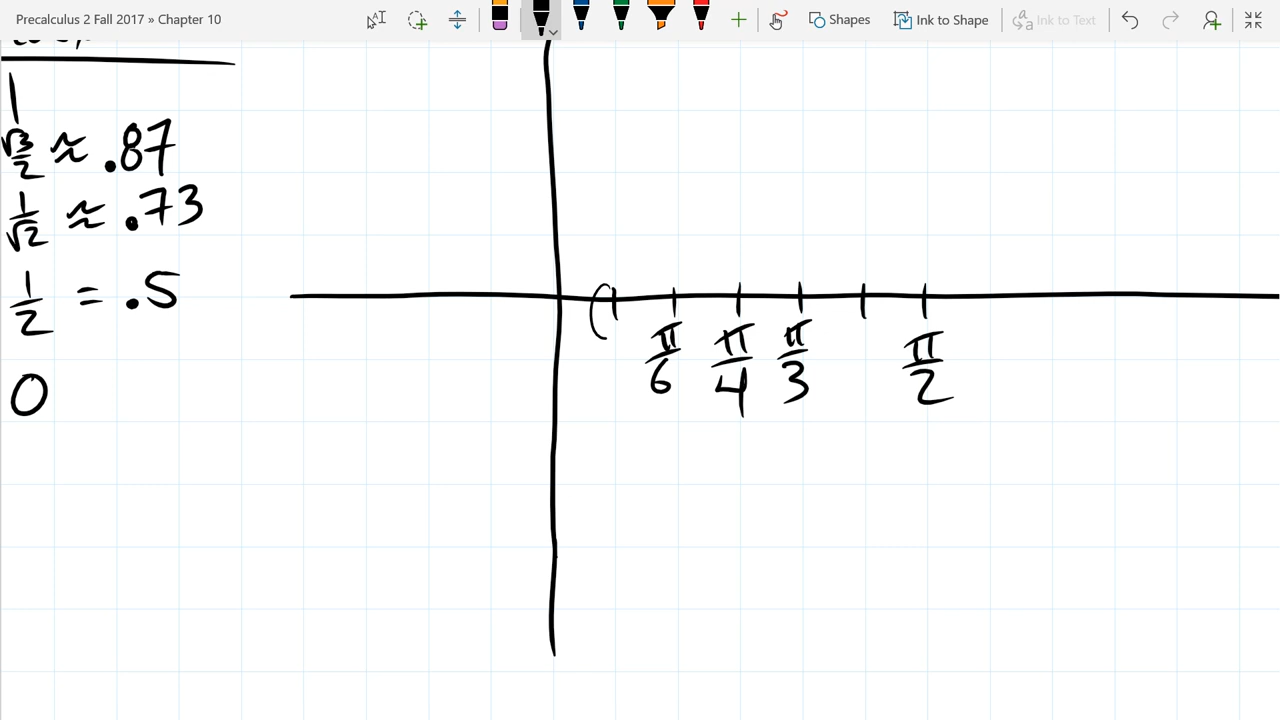 Precalculus 2 Fall 2017 » Chapter 10
Shapes
Ink to Shape
Ink to Text
1
√3/2 ≈ .87
1/√2 ≈ .73
1/2 = .5
0
π/6 π/4 π/3 π/2